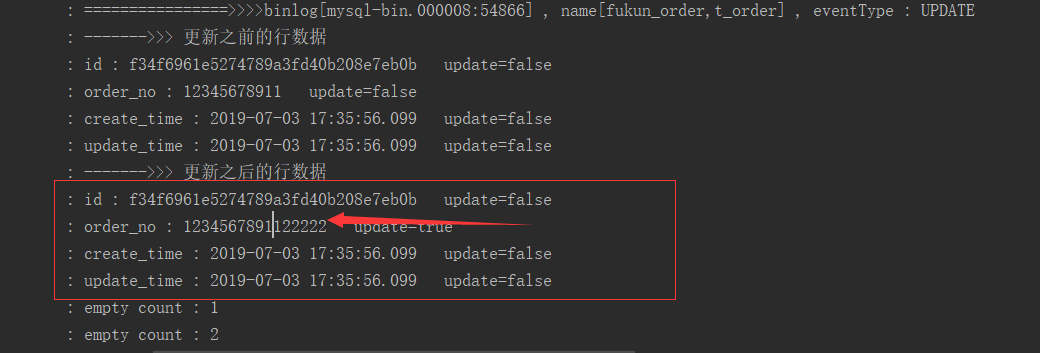 : ================>>>>binlog[mysql-bin.000008:54866] , name[fukun_order,t_order] , eventType : UPDATE
: ------->>> 更新之前的行数据
: id : f34f6961e5274789a3fd40b208e7eb0b   update=false
: order_no : 12345678911   update=false
: create_time : 2019-07-03 17:35:56.099   update=false
: update_time : 2019-07-03 17:35:56.099   update=false
: ------->>> 更新之后的行数据
: id : f34f6961e5274789a3fd40b208e7eb0b   update=false
: order_no : 1234567891122222   update=true
: create_time : 2019-07-03 17:35:56.099   update=false
: update_time : 2019-07-03 17:35:56.099   update=false
: empty count : 1
: empty count : 2